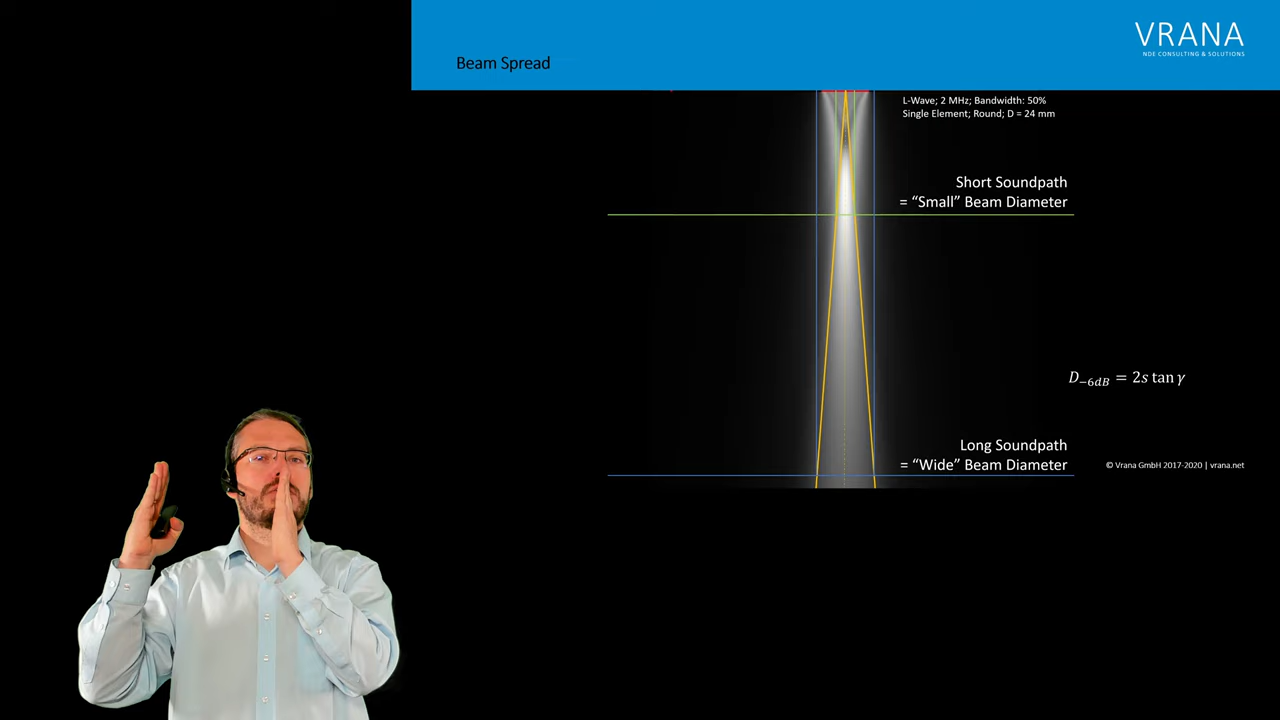 VRANA
NDE CONSULTING & SOLUTIONS
Beam Spread
L-Wave; 2 MHz; Bandwidth: 50%
Single Element; Round; D = 24 mm
Short Soundpath
= “Small” Beam Diameter
D₋₆dB = 2s tan γ
Long Soundpath
= “Wide” Beam Diameter
© Vrana GmbH 2017-2020 | vrana.net